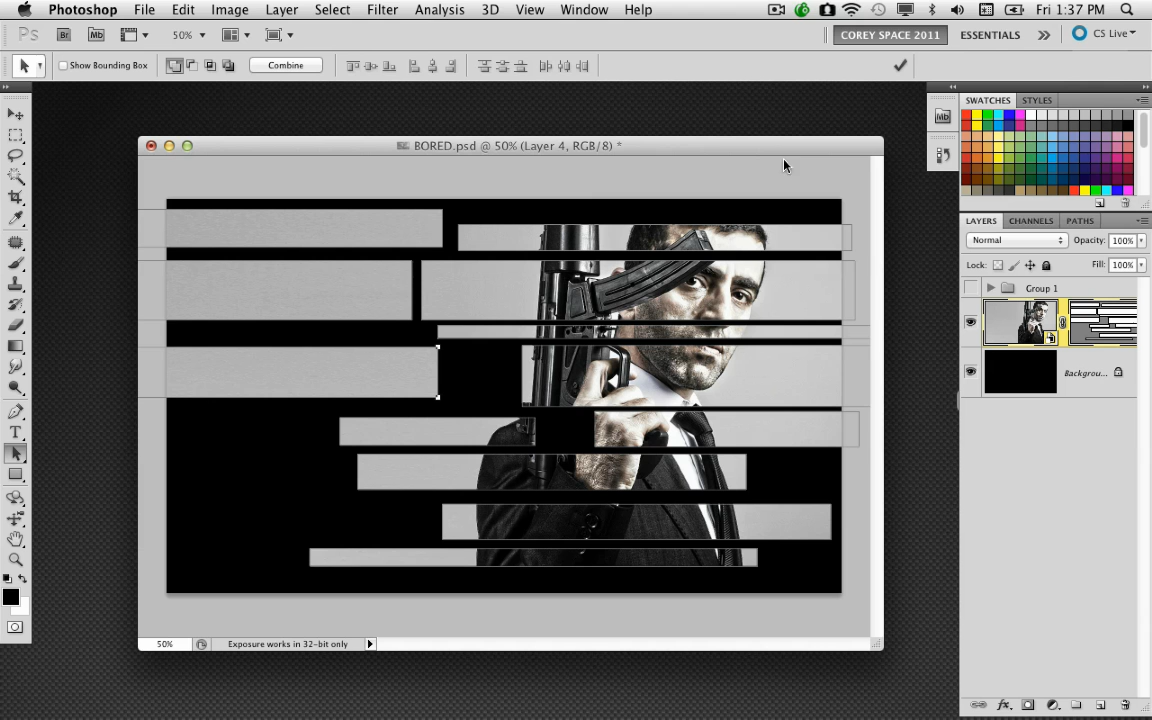 Photoshop File Edit Image Layer Select Filter Analysis 3D View Window Help Fri 1:37 PM
Ps Br Mb 50% COREY SPACE 2011 ESSENTIALS CS Live
Show Bounding Box Combine
SWATCHES STYLES
Mb
BORED.psd @ 50% (Layer 4, RGB/8) *
LAYERS CHANNELS PATHS
Normal Opacity: 100%
Lock: Fill: 100%
Group 1
Backgrou...
T
50% Exposure works in 32-bit only
fx.